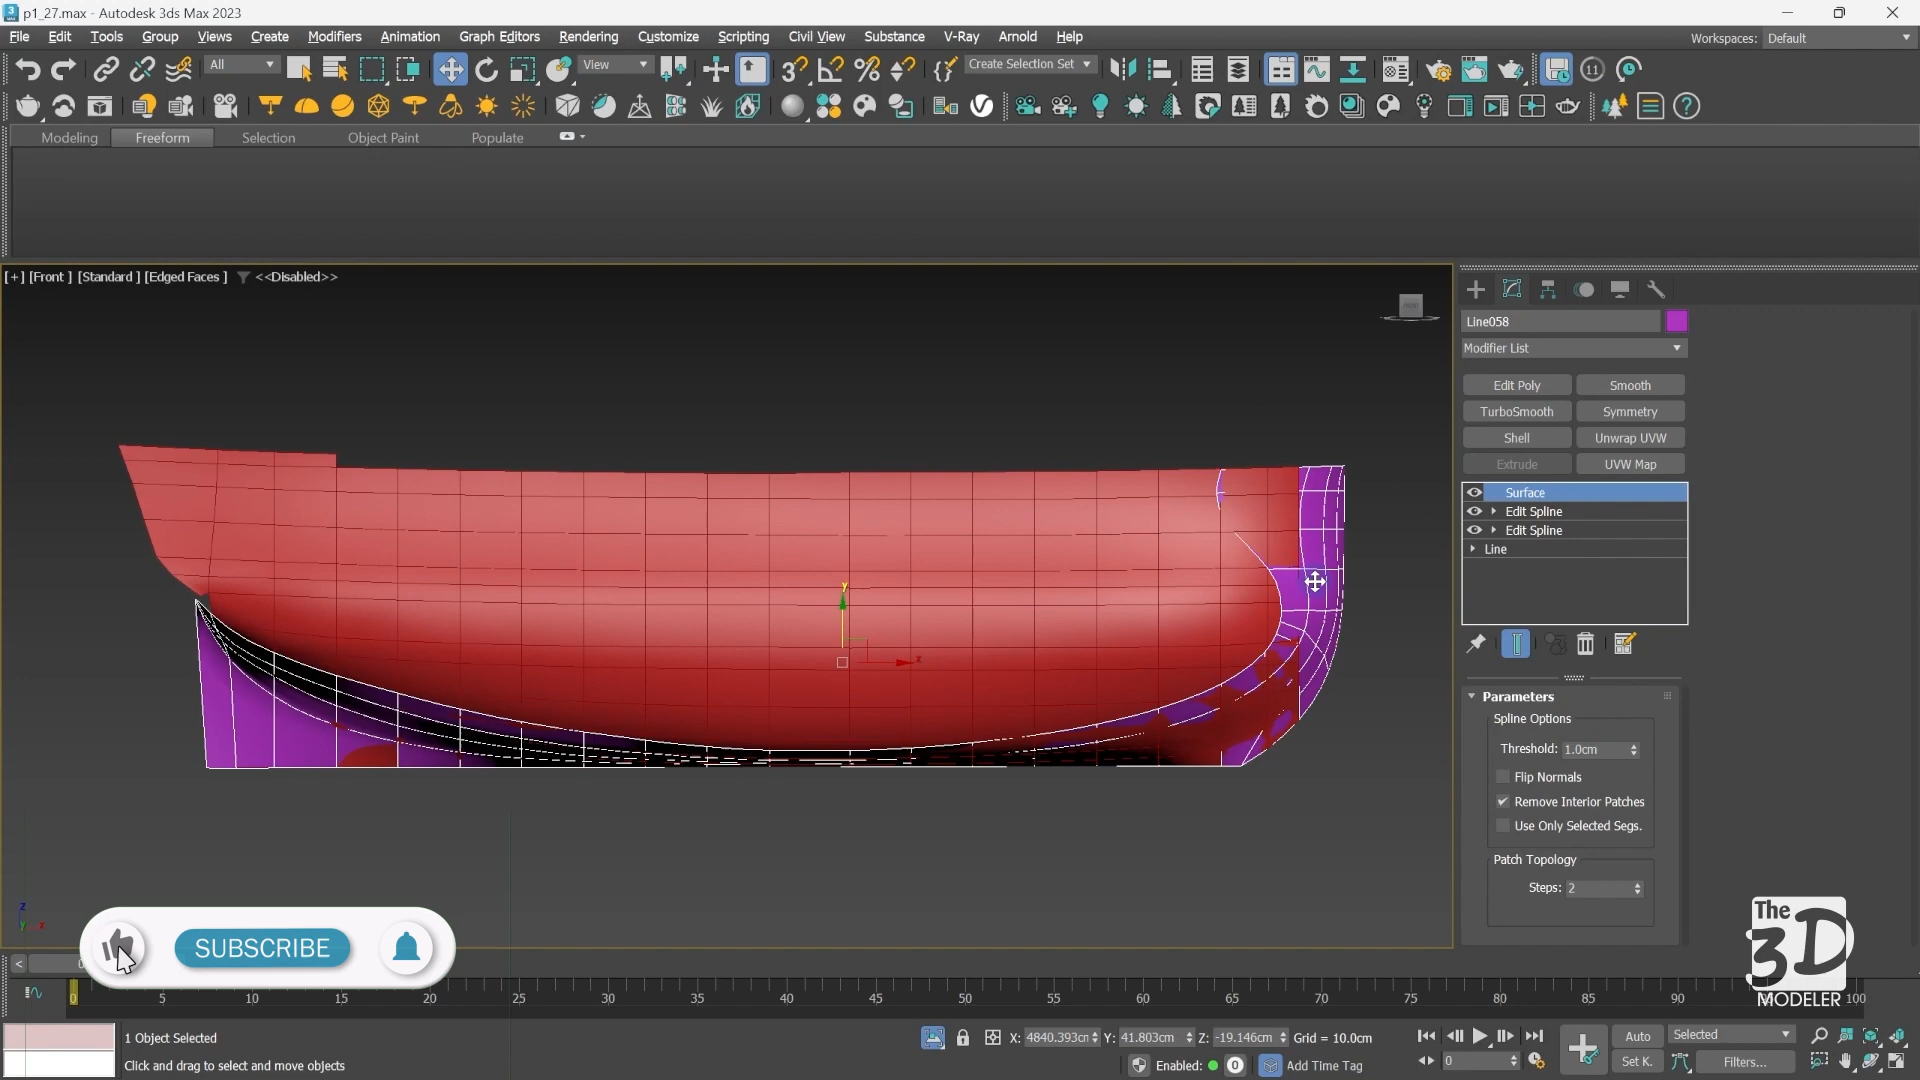 p1_27.max - Autodesk 3ds Max 2023
File Edit Tools Group Views Create Modifiers Animation Graph Editors Rendering Customize Scripting Civil View Substance V-Ray Arnold Help
Workspaces: Default
All
View
Create Selection Set
11
Modeling Freeform Selection Object Paint Populate
[+] [Front ] [Standard ] [Edged Faces ] <<Disabled>>
Line058
Modifier List
Edit Poly Smooth
TurboSmooth Symmetry
Shell Unwrap UVW
Extrude UVW Map
Surface
Edit Spline
Edit Spline
Line
y
x
Parameters
Spline Options
Threshold: 1.0cm
Flip Normals
Remove Interior Patches
Use Only Selected Segs.
Patch Topology
Steps: 2
z
y x
SUBSCRIBE
The
3D
MODELER
0 5 10 15 20 25 30 35 40 45 50 55 60 65 70 75 80 85 90 100
1 Object Selected
Click and drag to select and move objects
X: 4840.393cm Y: 41.803cm Z: -19.146cm Grid = 10.0cm
Enabled: 0 Add Time Tag
0
Auto Selected
Set K. Filters...